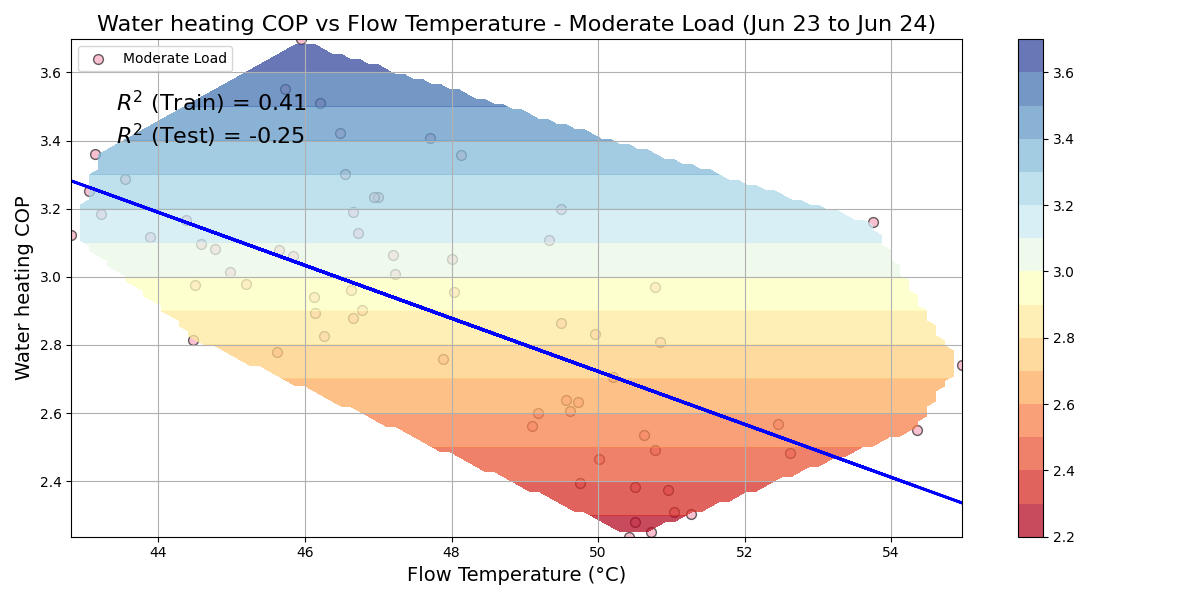 Water heating COP vs Flow Temperature - Moderate Load (Jun 23 to Jun 24)
Moderate Load
R² (Train) = 0.41
R² (Test) = -0.25
Water heating COP
3.6
3.4
3.2
3.0
2.8
2.6
2.4
44 46 48 50 52 54
Flow Temperature (°C)
3.6
3.4
3.2
3.0
2.8
2.6
2.4
2.2